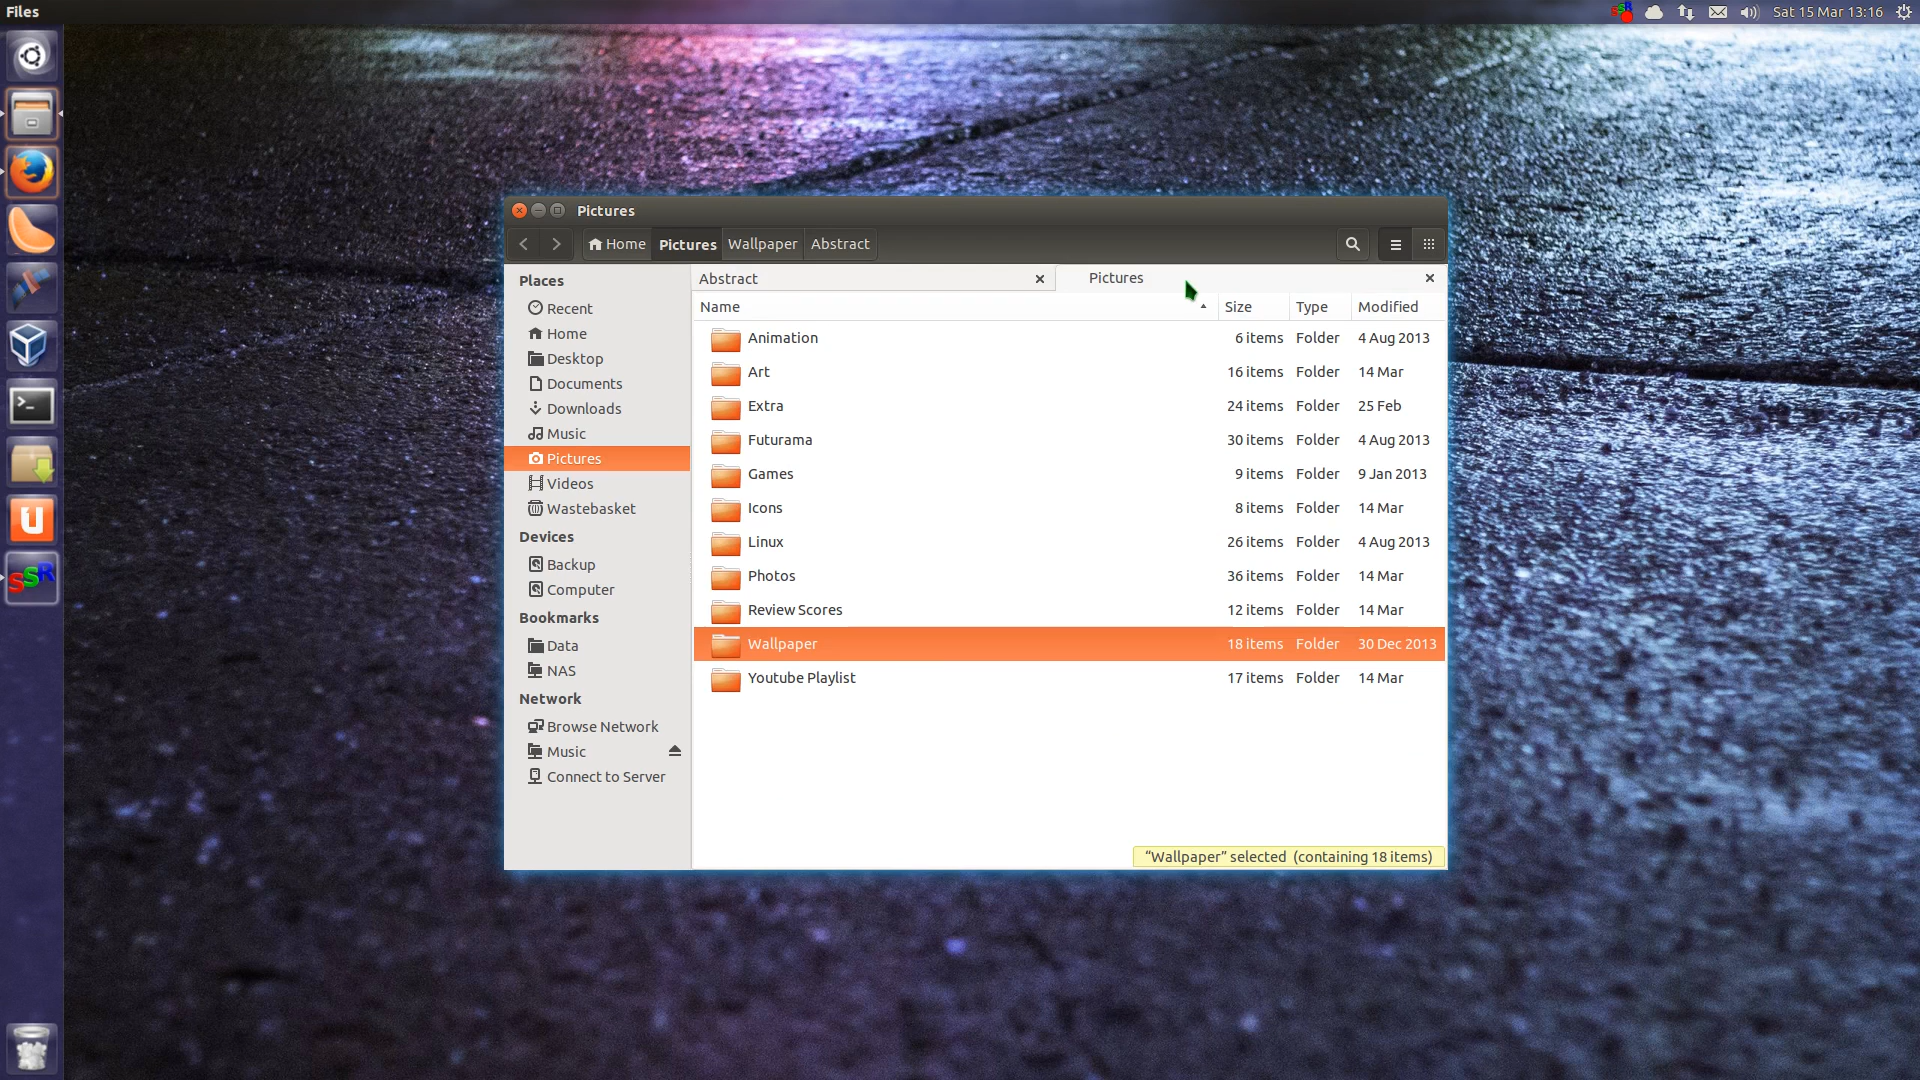 Files
Sat 15 Mar 13:16
Pictures
Home Pictures Wallpaper Abstract
Places
Recent
Home
Desktop
Documents
Downloads
Music
Pictures
Videos
Wastebasket
Devices
Backup
Computer
Bookmarks
Data
NAS
Network
Browse Network
Music
Connect to Server
Abstract Pictures
Name Size Type Modified
Animation 6 items Folder 4 Aug 2013
Art 16 items Folder 14 Mar
Extra 24 items Folder 25 Feb
Futurama 30 items Folder 4 Aug 2013
Games 9 items Folder 9 Jan 2013
Icons 8 items Folder 14 Mar
Linux 26 items Folder 4 Aug 2013
Photos 36 items Folder 14 Mar
Review Scores 12 items Folder 14 Mar
Wallpaper 18 items Folder 30 Dec 2013
Youtube Playlist 17 items Folder 14 Mar
“Wallpaper” selected (containing 18 items)
U
SSR